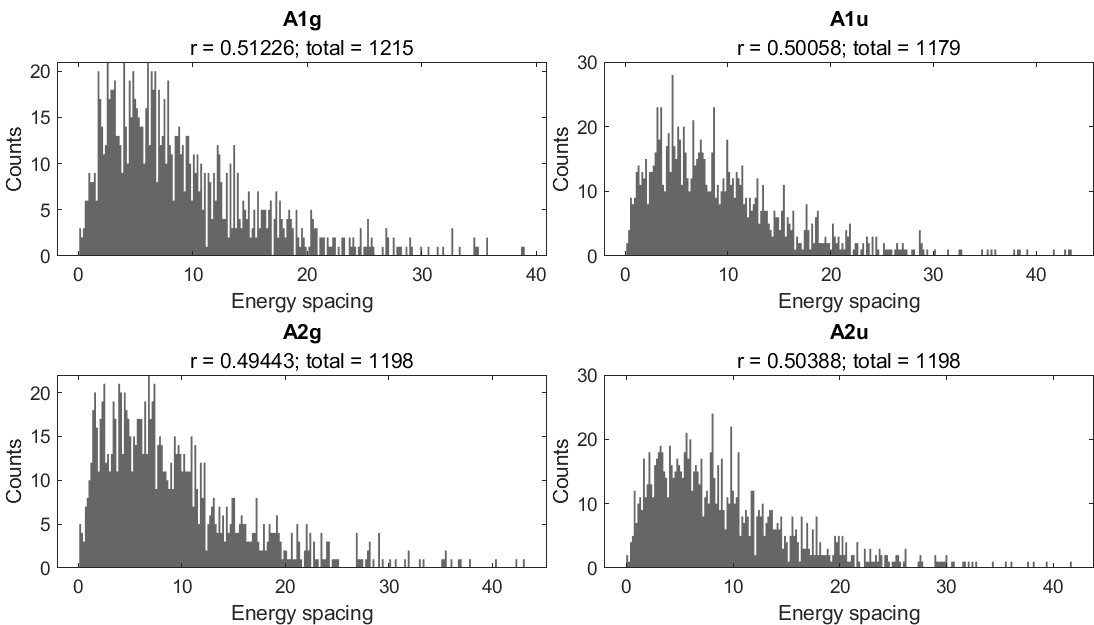 A1g
r = 0.51226; total = 1215
20
15
10
5
0
Counts
0 10 20 30 40
Energy spacing
A1u
r = 0.50058; total = 1179
30
20
10
0
Counts
0 10 20 30 40
Energy spacing
A2g
r = 0.49443; total = 1198
20
15
10
5
0
Counts
0 10 20 30 40
Energy spacing
A2u
r = 0.50388; total = 1198
30
20
10
0
Counts
0 10 20 30 40
Energy spacing